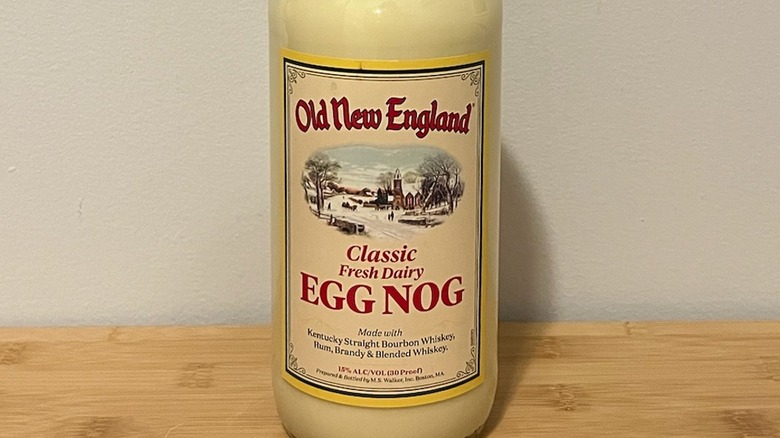 Old New England
Classic
Fresh Dairy
EGG NOG
Made with
Kentucky Straight Bourbon Whiskey,
Rum, Brandy & Blended Whiskey.
15% ALC/VOL (30 Proof)
Prepared & Bottled by M.S. Walker, Inc. Boston, MA.